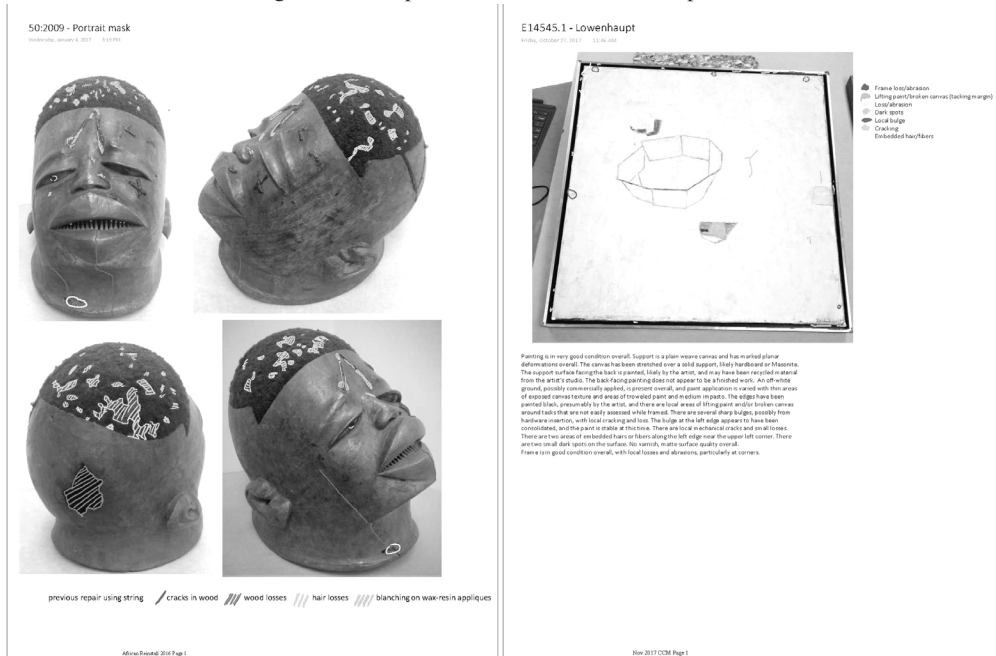 50:2009 - Portrait mask
Wednesday, January 4, 2017 3:19 PM
previous repair using string cracks in wood wood losses hair losses blanching on wax-resin appliques
African Reinstall 2016 Page 1
E14545.1 - Lowenhaupt
Friday, October 27, 2017 11:46 AM
Frame loss/abrasion
Lifting paint/broken canvas (tacking margin)
Loss/abrasion
Dark spots
Local bulge
Cracking
Embedded hair/fibers
Painting is in very good condition overall. Support is a plain weave canvas and has marked planar
deformations overall. The canvas has been stretched over a solid support, likely hardboard or Masonite.
The support surface facing the back is painted, likely by the artist, and may have been recycled material
from the artist's studio. The back-facing painting does not appear to be a finished work. An off-white
ground, possibly commercially applied, is present overall, and paint application is varied with thin areas
of exposed canvas texture and areas of troweled paint and medium impasto. The edges have been
painted black, presumably by the artist, and there are local areas of lifting paint and/or broken canvas
around tacks that are not easily assessed while framed. There are several sharp bulges, possibly from
hardware insertion, with local cracking and loss. The bulge at the left edge appears to have been
consolidated, and the paint is stable at this time. There are local mechanical cracks and small losses.
There are two areas of embedded hairs or fibers along the left edge near the upper left corner. There
are two small dark spots on the surface. No varnish, matte surface quality overall.
Frame is in good condition overall, with local losses and abrasions, particularly at corners.
Nov 2017 CCM Page 1